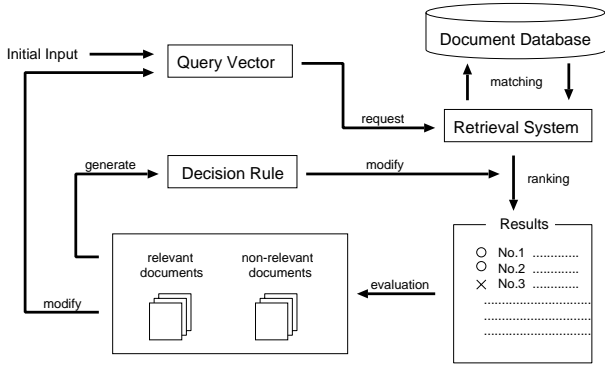 Document Database
Initial Input
Query Vector
matching
request
Retrieval System
generate
Decision Rule
modify
ranking
Results
No.1 ..............
No.2 ..............
No.3 ..............
relevant
documents
non-relevant
documents
evaluation
modify